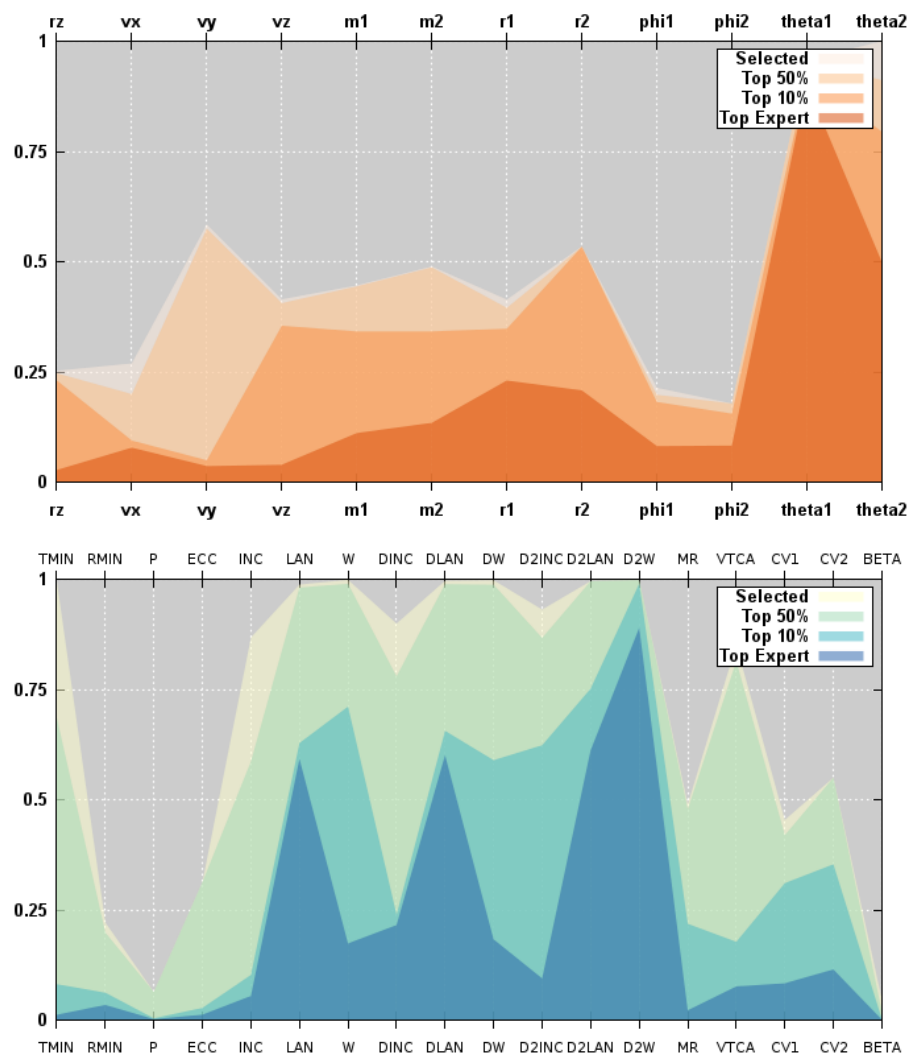 rz vx vy vz m1 m2 r1 r2 phi1 phi2 theta1 theta2
1
Selected
Top 50%
Top 10%
Top Expert
0.75
0.5
0.25
0
rz vx vy vz m1 m2 r1 r2 phi1 phi2 theta1 theta2
TMIN RMIN P ECC INC LAN W DINC DLAN DW D2INC D2LAN D2W MR VTCA CV1 CV2 BETA
1
Selected
Top 50%
Top 10%
Top Expert
0.75
0.5
0.25
0
TMIN RMIN P ECC INC LAN W DINC DLAN DW D2INC D2LAN D2W MR VTCA CV1 CV2 BETA